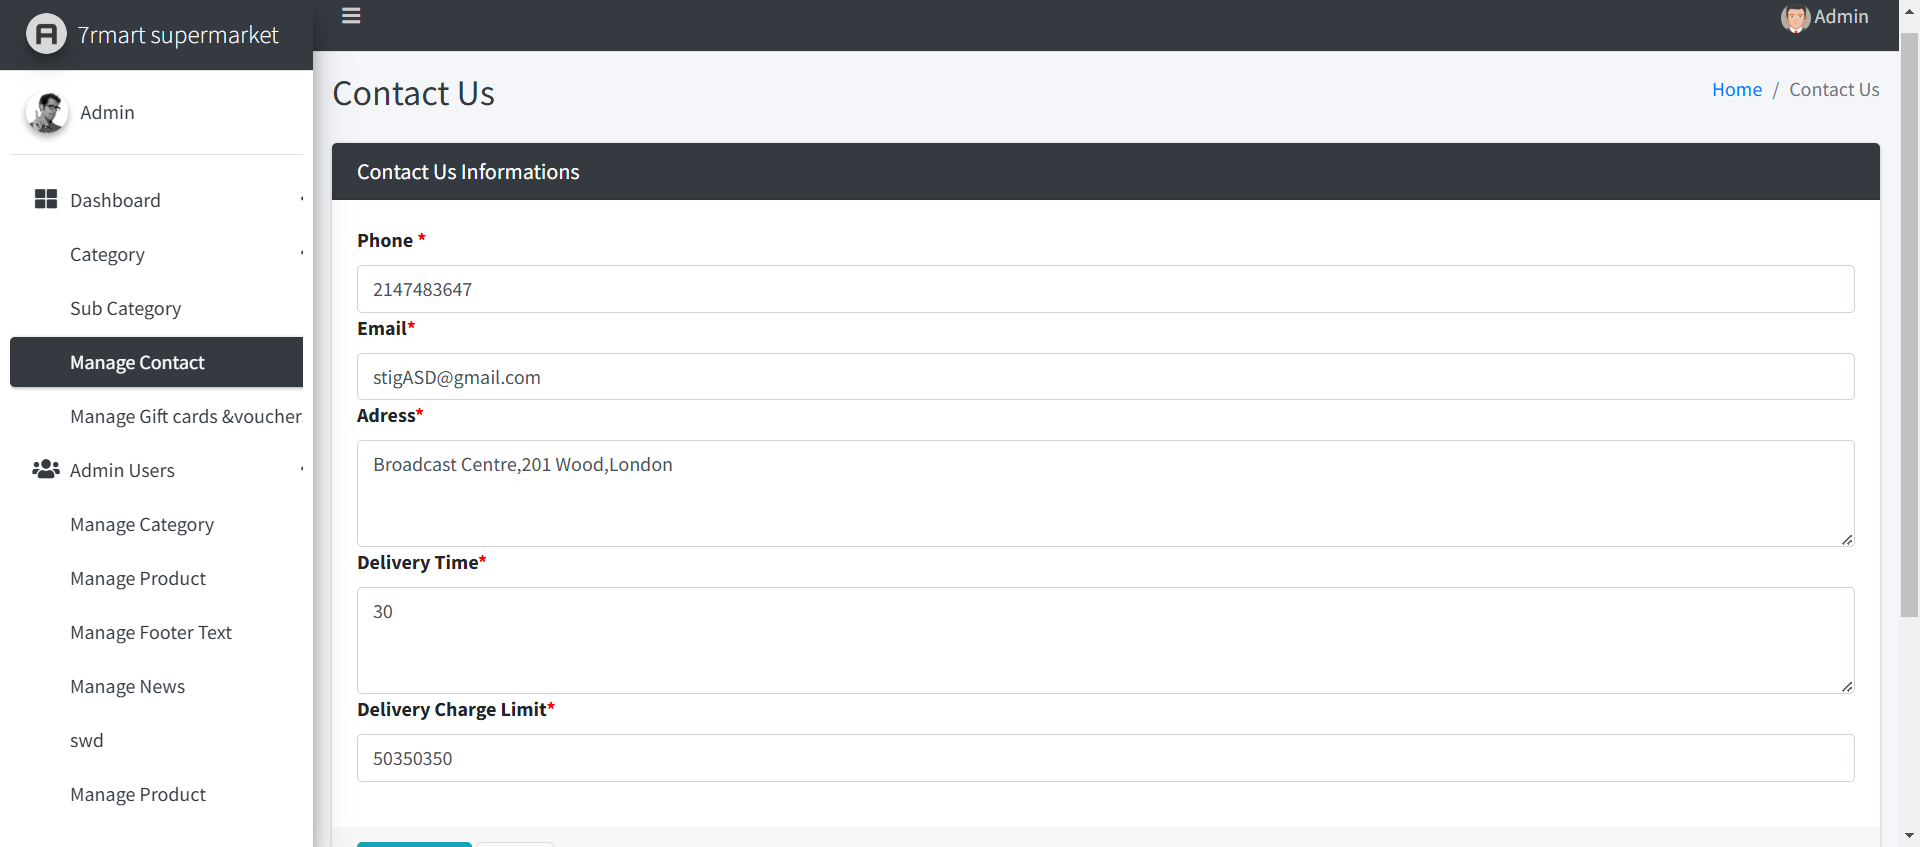 7rmart supermarket
Admin
Admin
Dashboard
Category
Sub Category
Manage Contact
Manage Gift cards &voucher
Admin Users
Manage Category
Manage Product
Manage Footer Text
Manage News
swd
Manage Product
Contact Us
Home / Contact Us
Contact Us Informations
Phone *
2147483647
Email*
stigASD@gmail.com
Adress*
Broadcast Centre,201 Wood,London
Delivery Time*
30
Delivery Charge Limit*
50350350